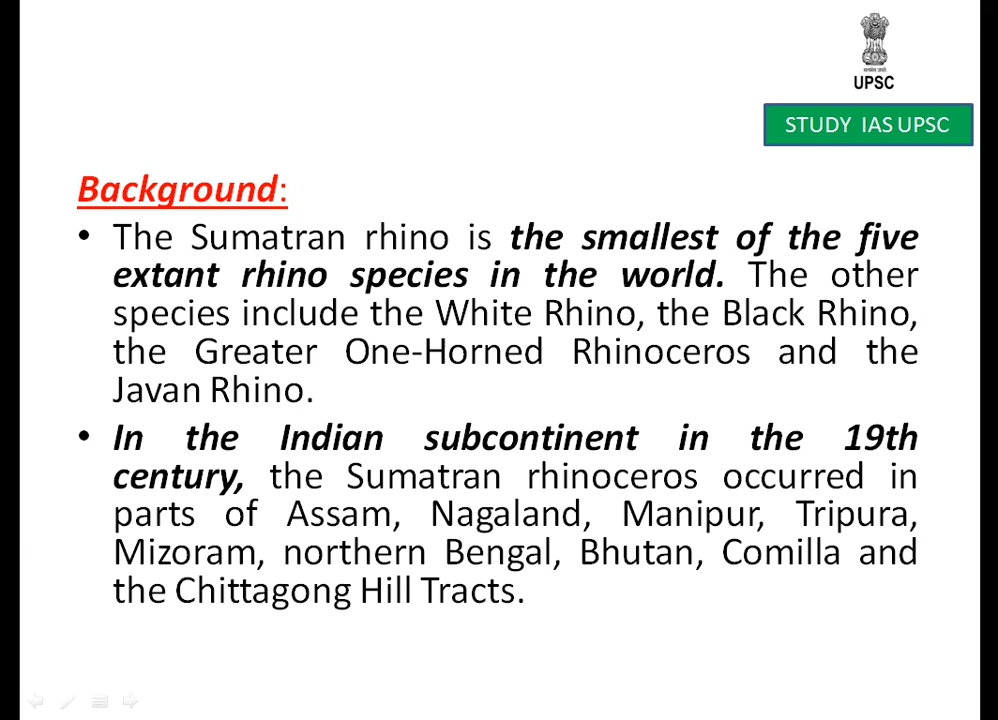 UPSC
STUDY IAS UPSC
Background:
• The Sumatran rhino is the smallest of the five
extant rhino species in the world. The other
species include the White Rhino, the Black Rhino,
the Greater One-Horned Rhinoceros and the
Javan Rhino.
• In the Indian subcontinent in the 19th
century, the Sumatran rhinoceros occurred in
parts of Assam, Nagaland, Manipur, Tripura,
Mizoram, northern Bengal, Bhutan, Comilla and
the Chittagong Hill Tracts.